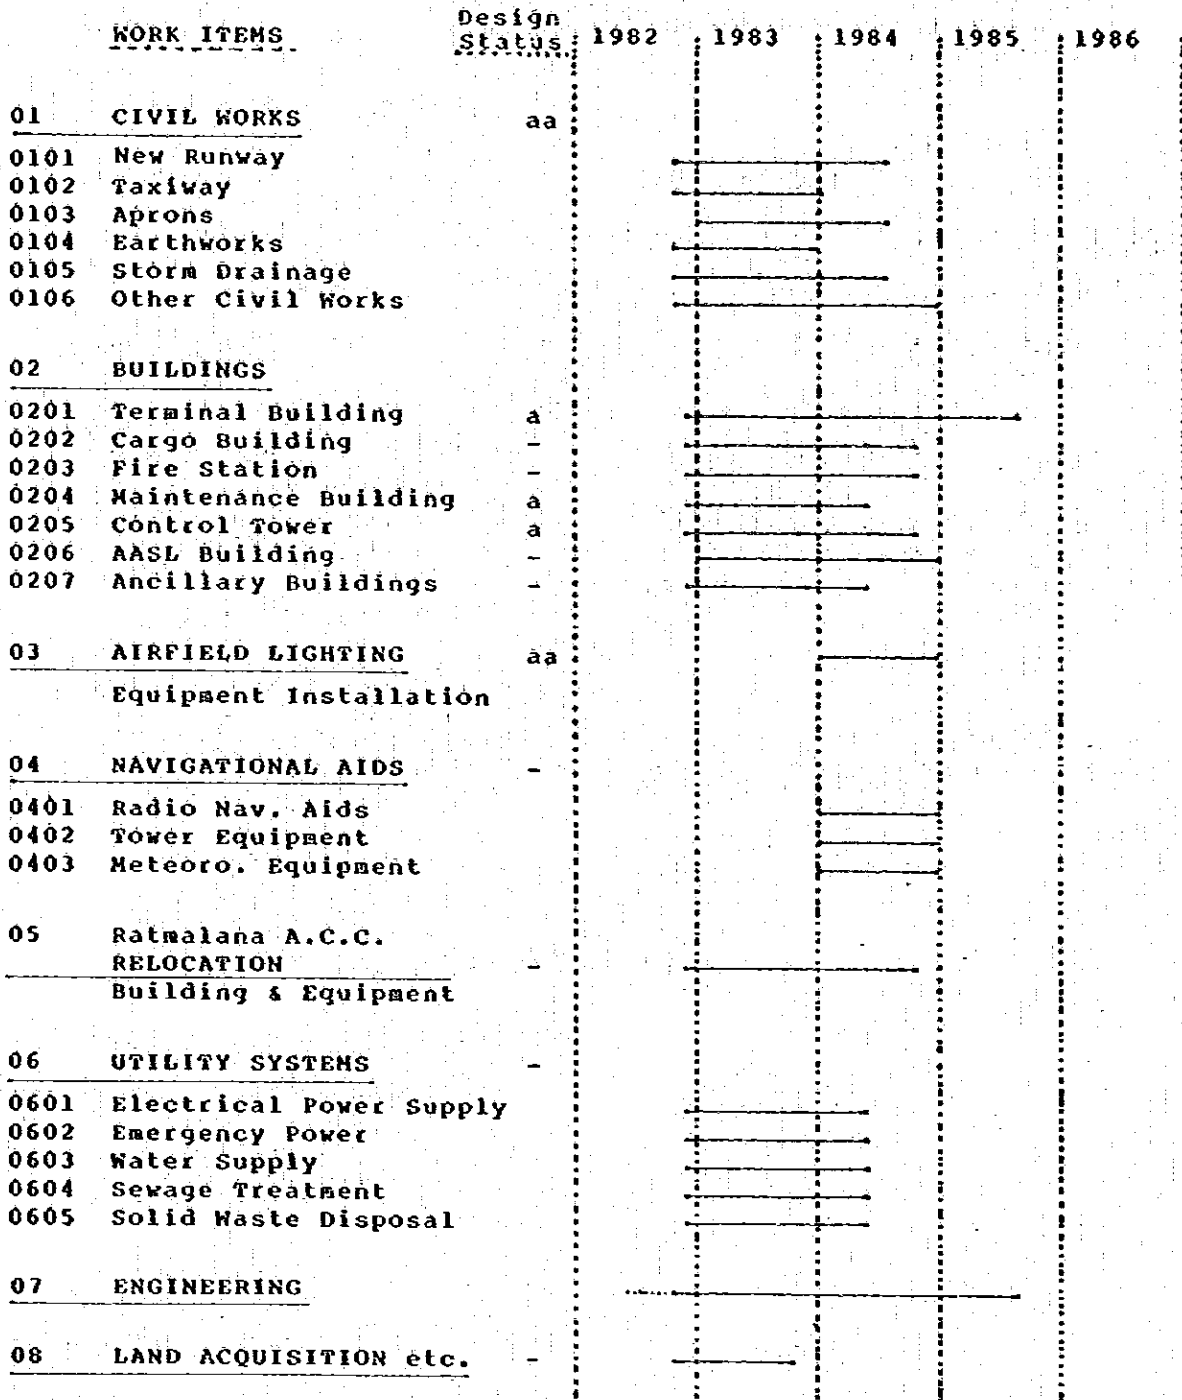 WORK ITEMS Design Status 1982 1983 1984 1985 1986
01 CIVIL WORKS aa
0101 New Runway
0102 Taxiway
0103 Aprons
0104 Earthworks
0105 Storm Drainage
0106 Other Civil Works
02 BUILDINGS
0201 Terminal Building a
0202 Cargo Building -
0203 Fire Station -
0204 Maintenance Building a
0205 Control Tower a
0206 AASL Building -
0207 Ancillary Buildings -
03 AIRFIELD LIGHTING aa
Equipment Installation
04 NAVIGATIONAL AIDS -
0401 Radio Nav. Aids
0402 Tower Equipment
0403 Meteoro. Equipment
05 Ratmalana A.C.C.
RELOCATION -
Building & Equipment
06 UTILITY SYSTEMS -
0601 Electrical Power Supply
0602 Emergency Power
0603 Water Supply
0604 Sewage Treatment
0605 Solid Waste Disposal
07 ENGINEERING
08 LAND ACQUISITION etc. -